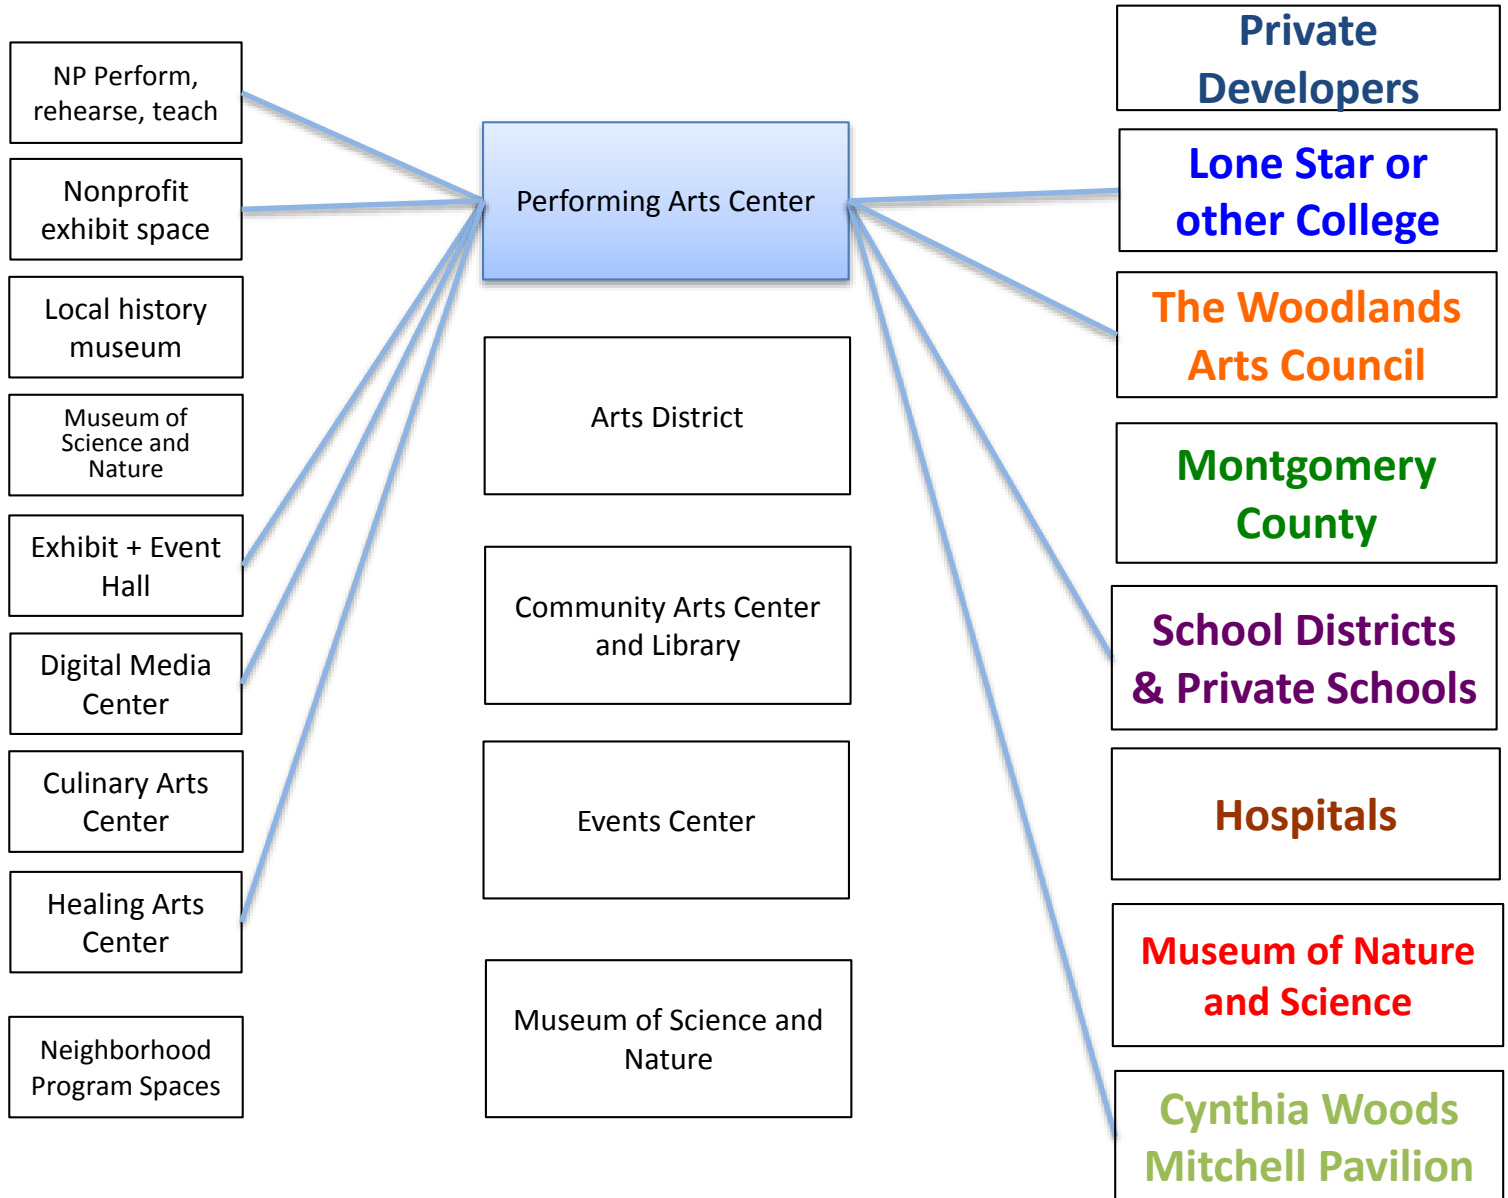 NP Perform,
rehearse, teach
Nonprofit
exhibit space
Local history
museum
Museum of
Science and
Nature
Exhibit + Event
Hall
Digital Media
Center
Culinary Arts
Center
Healing Arts
Center
Neighborhood
Program Spaces
Performing Arts Center
Arts District
Community Arts Center
and Library
Events Center
Museum of Science and
Nature
Private
Developers
Lone Star or
other College
The Woodlands
Arts Council
Montgomery
County
School Districts
& Private Schools
Hospitals
Museum of Nature
and Science
Cynthia Woods
Mitchell Pavilion